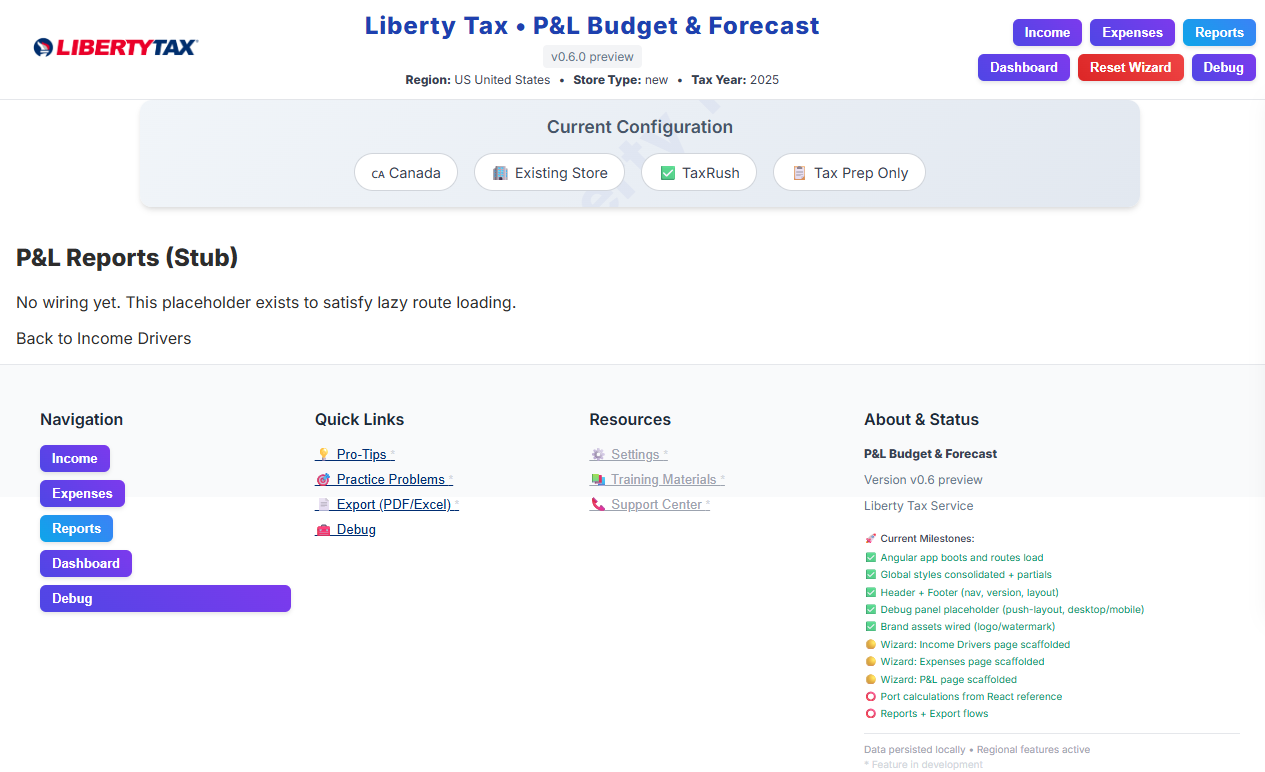 LIBERTYTAX
Liberty Tax • P&L Budget & Forecast
v0.6.0 preview
Region: US United States • Store Type: new • Tax Year: 2025
Income Expenses Reports
Dashboard Reset Wizard Debug
Current Configuration
CA Canada
Existing Store
✅ TaxRush
Tax Prep Only
P&L Reports (Stub)
No wiring yet. This placeholder exists to satisfy lazy route loading.
Back to Income Drivers
Navigation
Income
Expenses
Reports
Dashboard
Debug
Quick Links
Pro-Tips *
Practice Problems *
Export (PDF/Excel) *
Debug
Resources
Settings *
Training Materials *
Support Center *
About & Status
P&L Budget & Forecast
Version v0.6 preview
Liberty Tax Service
🚀 Current Milestones:
✅ Angular app boots and routes load
✅ Global styles consolidated + partials
✅ Header + Footer (nav, version, layout)
✅ Debug panel placeholder (push-layout, desktop/mobile)
✅ Brand assets wired (logo/watermark)
🟡 Wizard: Income Drivers page scaffolded
🟡 Wizard: Expenses page scaffolded
🟡 Wizard: P&L page scaffolded
⭕ Port calculations from React reference
⭕ Reports + Export flows
Data persisted locally • Regional features active
* Feature in development